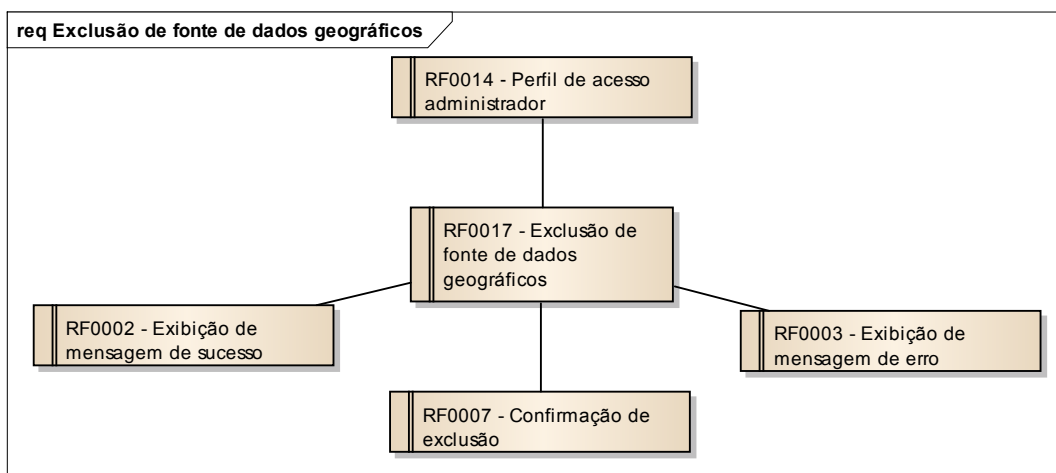 req Exclusão de fonte de dados geográficos
RF0014 - Perfil de acesso
administrador
RF0017 - Exclusão de
fonte de dados
geográficos
RF0002 - Exibição de
mensagem de sucesso
RF0003 - Exibição de
mensagem de erro
RF0007 - Confirmação de
exclusão